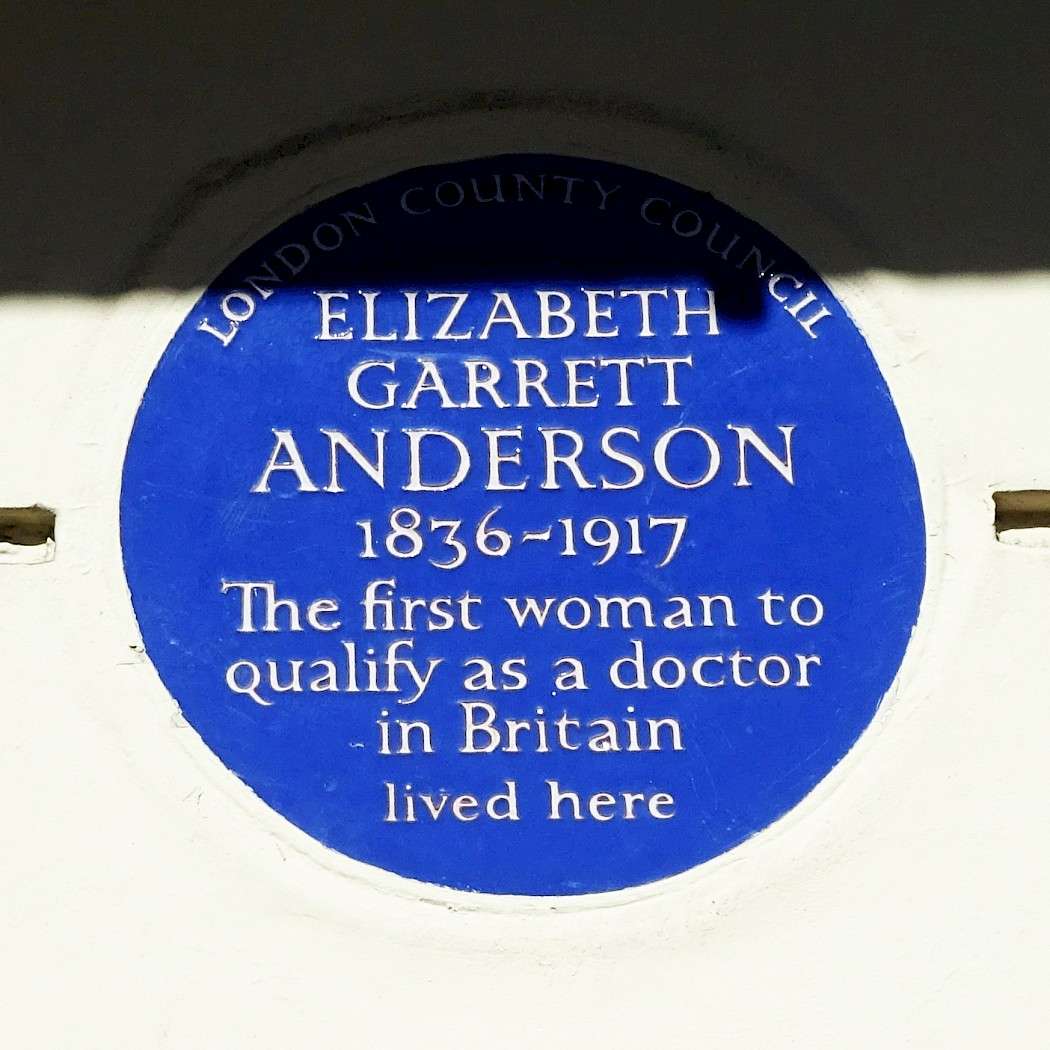 LONDON COUNTY COUNCIL
ELIZABETH
GARRETT
ANDERSON
1836~1917
The first woman to
qualify as a doctor
in Britain
lived here